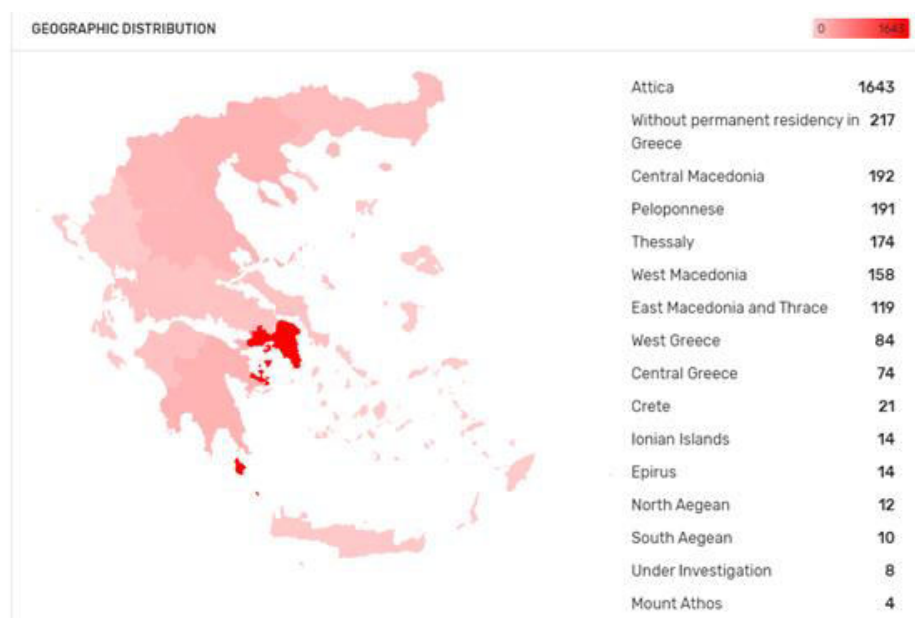 GEOGRAPHIC DISTRIBUTION
0 1643
Attica 1643
Without permanent residency in 217
Greece
Central Macedonia 192
Peloponnese 191
Thessaly 174
West Macedonia 158
East Macedonia and Thrace 119
West Greece 84
Central Greece 74
Crete 21
Ionian Islands 14
Epirus 14
North Aegean 12
South Aegean 10
Under Investigation 8
Mount Athos 4